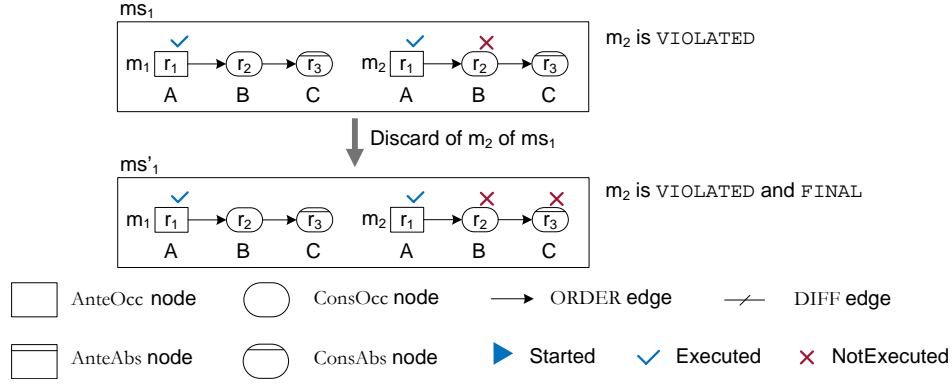 ms1
m2 is VIOLATED
m1 r1 r2 r3 m2 r1 r2 r3
A B C A B C
Discard of m2 of ms1
ms'1
m2 is VIOLATED and FINAL
m1 r1 r2 r3 m2 r1 r2 r3
A B C A B C
AnteOcc node ConsOcc node ORDER edge DIFF edge
AnteAbs node ConsAbs node Started Executed NotExecuted